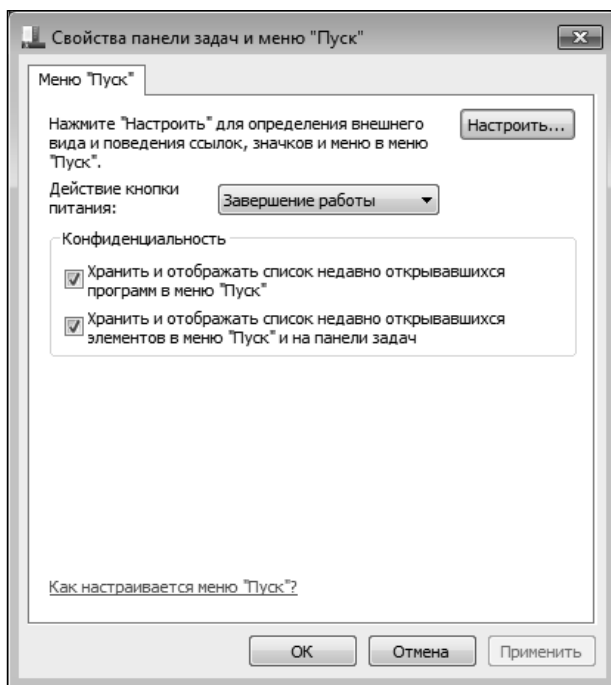 Свойства панели задач и меню "Пуск"
Меню "Пуск"
Нажмите "Настроить" для определения внешнего
вида и поведения ссылок, значков и меню в меню
"Пуск".
Настроить...
Действие кнопки
питания:
Завершение работы
Конфиденциальность
Хранить и отображать список недавно открывавшихся
программ в меню "Пуск"
Хранить и отображать список недавно открывавшихся
элементов в меню "Пуск" и на панели задач
Как настраивается меню "Пуск"?
ОК
Отмена
Применить